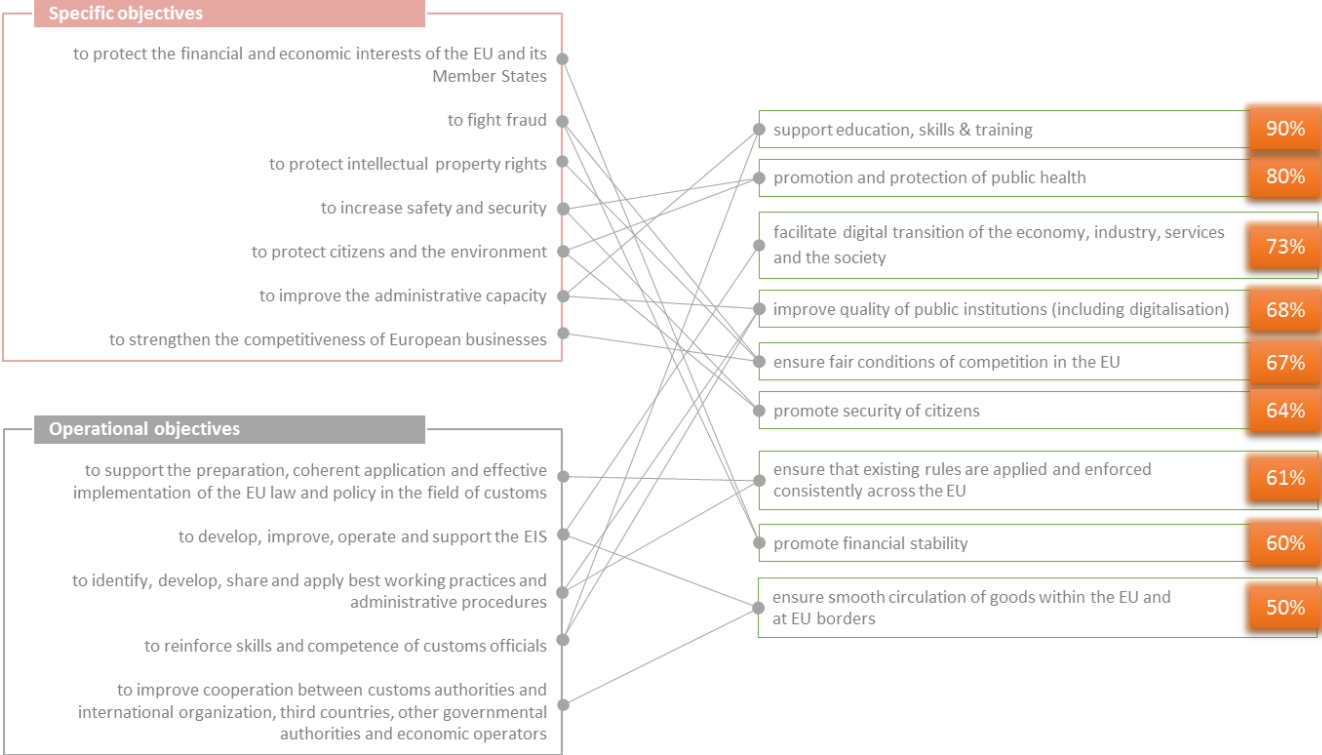 Specific objectives
to protect the financial and economic interests of the EU and its
Member States
to fight fraud
to protect intellectual property rights
to increase safety and security
to protect citizens and the environment
to improve the administrative capacity
to strengthen the competitiveness of European businesses
Operational objectives
to support the preparation, coherent application and effective
implementation of the EU law and policy in the field of customs
to develop, improve, operate and support the EIS
to identify, develop, share and apply best working practices and
administrative procedures
to reinforce skills and competence of customs officials
to improve cooperation between customs authorities and
international organization, third countries, other governmental
authorities and economic operators
support education, skills & training
90%
promotion and protection of public health
80%
facilitate digital transition of the economy, industry, services
and the society
73%
improve quality of public institutions (including digitalisation)
68%
ensure fair conditions of competition in the EU
67%
promote security of citizens
64%
ensure that existing rules are applied and enforced
consistently across the EU
61%
promote financial stability
60%
ensure smooth circulation of goods within the EU and
at EU borders
50%